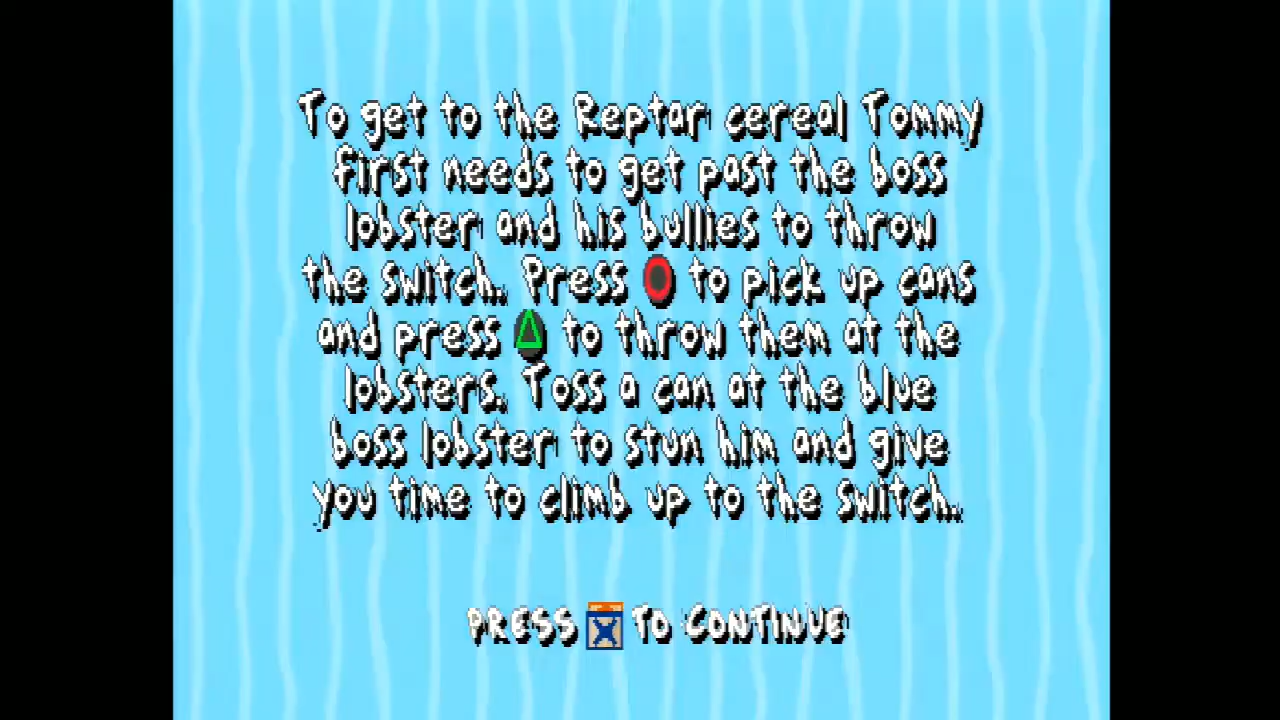 To get to the Reptar cereal Tommy
first needs to get past the boss
lobster and his bullies to throw
the switch. Press O to pick up cans
and press △ to throw them at the
lobsters. Toss a can at the blue
boss lobster to stun him and give
you time to climb up to the switch.
PRESS X TO CONTINUE